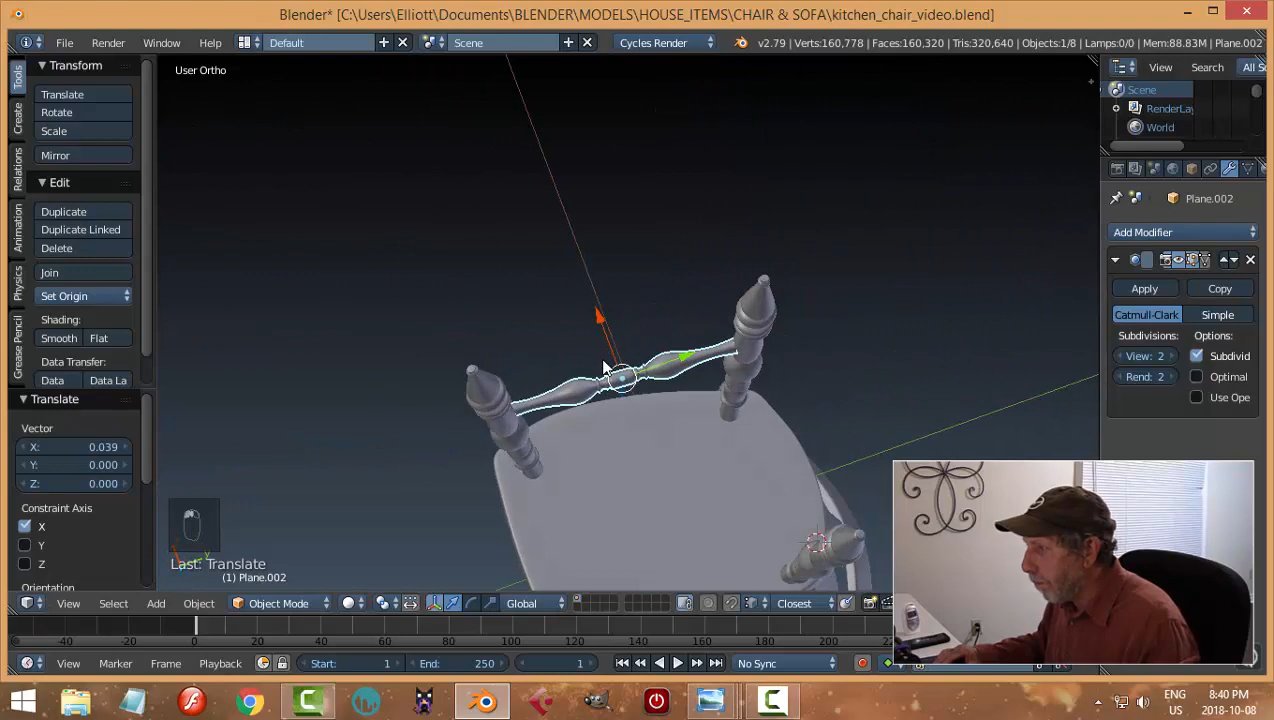 Blender* [C:\Users\Elliott\Documents\BLENDER\MODELS\HOUSE_ITEMS\CHAIR & SOFA\kitchen_chair_video.blend]
File Render Window Help Default Scene Cycles Render v2.79 | Verts:160,778 | Faces:160,320 | Tris:320,640 | Objects:1/8 | Lamps:0/0 | Mem:88.83M | Plane.002
Tools
Create
Relations
Animation
Physics
Grease Pencil
Transform
Translate
Rotate
Scale
Mirror
Edit
Duplicate
Duplicate Linked
Delete
Join
Set Origin
Shading:
Smooth Flat
Data Transfer:
Data Data La
Translate
Vector
X: 0.039
Y: 0.000
Z: 0.000
Constraint Axis
X
Y
Z
Orientation
User Ortho
Last: Translate
(1) Plane.002
View Search All S
Scene
RenderLay
World
Plane.002
Add Modifier
Apply Copy
Catmull-Clark Simple
Subdivisions: Options:
View: 2 Subdivid
Rend: 2 Optimal
Use Ope
View Select Add Object Object Mode Global Closest
-40 -20 0 20 40 60 80 100 120 140 160 180 200
View Marker Frame Playback Start: 1 End: 250 1 No Sync
ENG 8:40 PM
US 2018-10-08